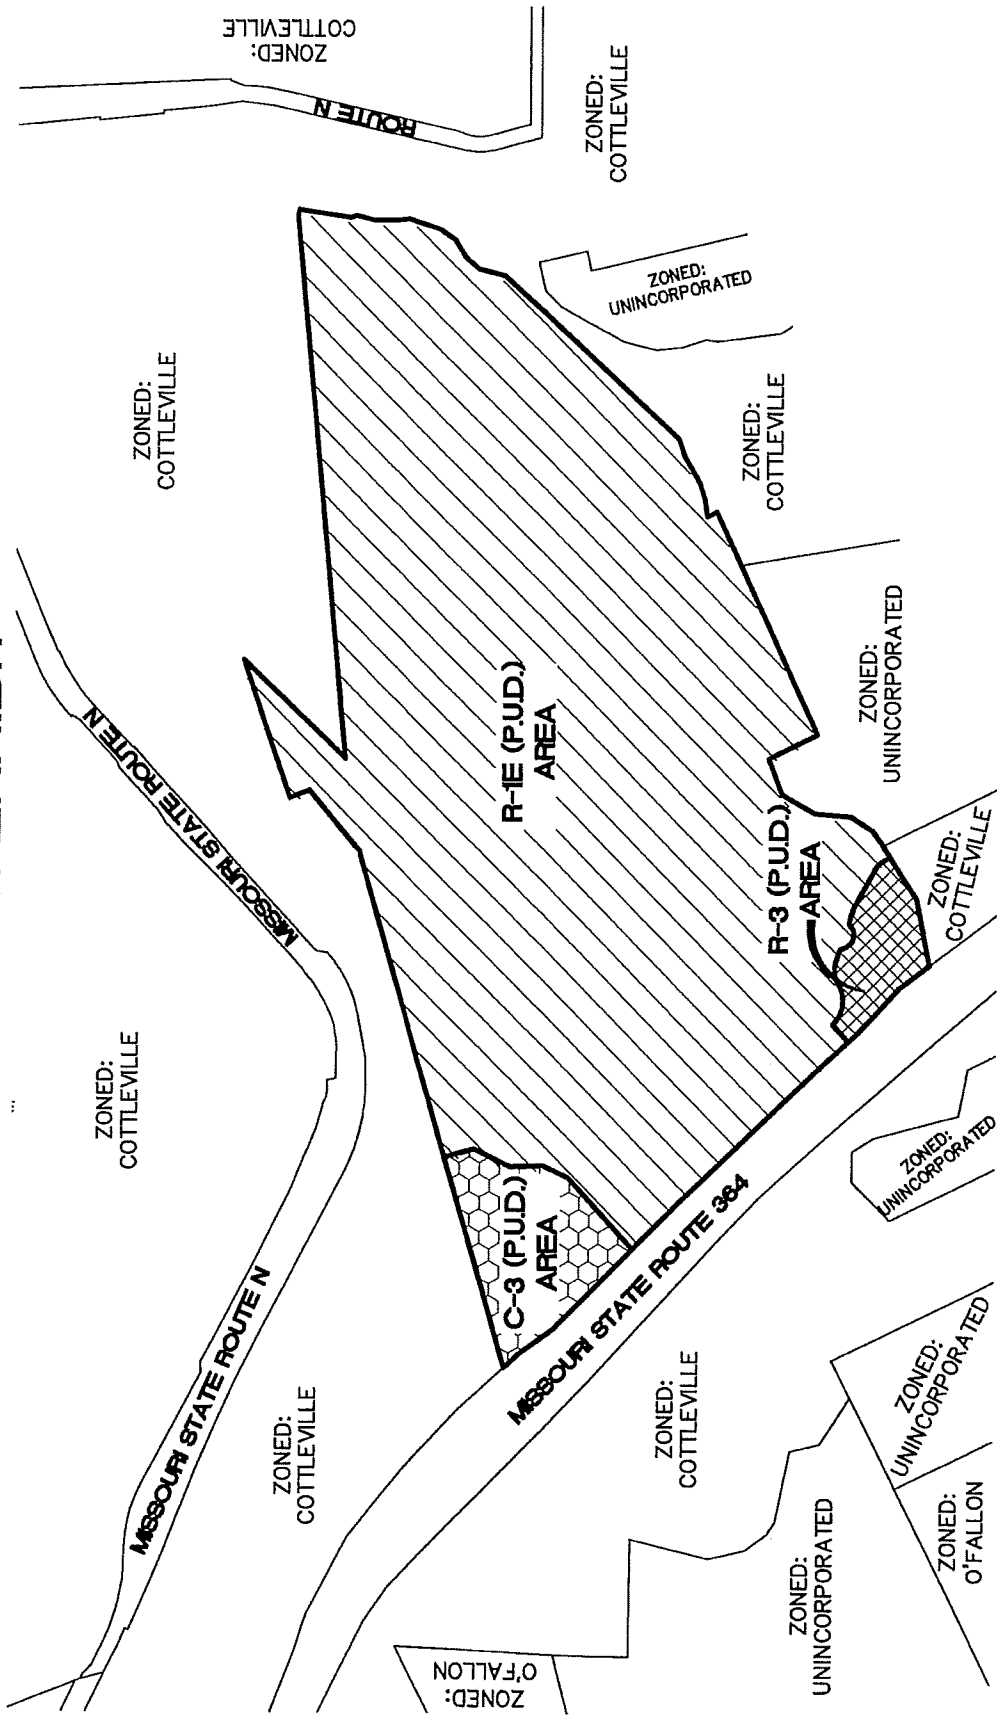 ZONED:
COTTLEVILLE
ROUTE N
ZONED:
COTTLEVILLE
ZONED:
UNINCORPORATED
ZONED:
COTTLEVILLE
ZONED:
COTTLEVILLE
MISSOURI STATE ROUTE N
R-1E (P.U.D.)
AREA
ZONED:
UNINCORPORATED
R-3 (P.U.D.)
AREA
ZONED:
COTTLEVILLE
ZONED:
COTTLEVILLE
C-3 (P.U.D.)
AREA
MISSOURI STATE ROUTE 364
ZONED:
UNINCORPORATED
MISSOURI STATE ROUTE N
ZONED:
COTTLEVILLE
ZONED:
COTTLEVILLE
ZONED:
UNINCORPORATED
ZONED:
O'FALLON
ZONED:
UNINCORPORATED
ZONED:
O'FALLON